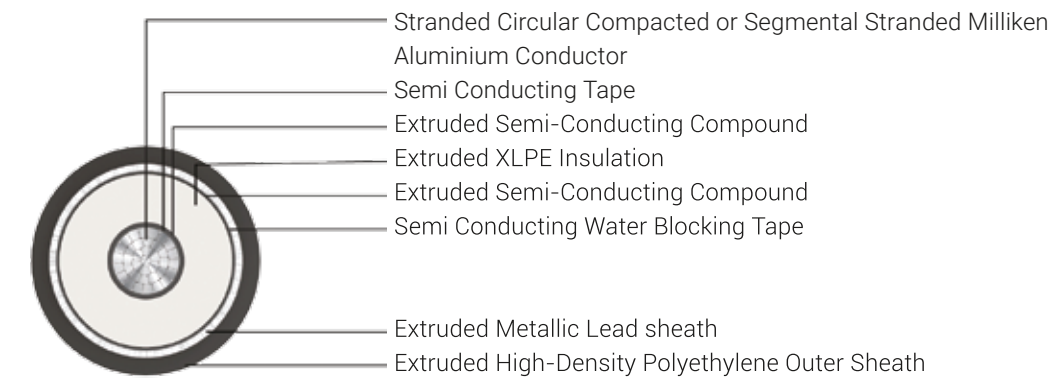 Stranded Circular Compacted or Segmental Stranded Milliken
Aluminium Conductor
Semi Conducting Tape
Extruded Semi-Conducting Compound
Extruded XLPE Insulation
Extruded Semi-Conducting Compound
Semi Conducting Water Blocking Tape
Extruded Metallic Lead sheath
Extruded High-Density Polyethylene Outer Sheath